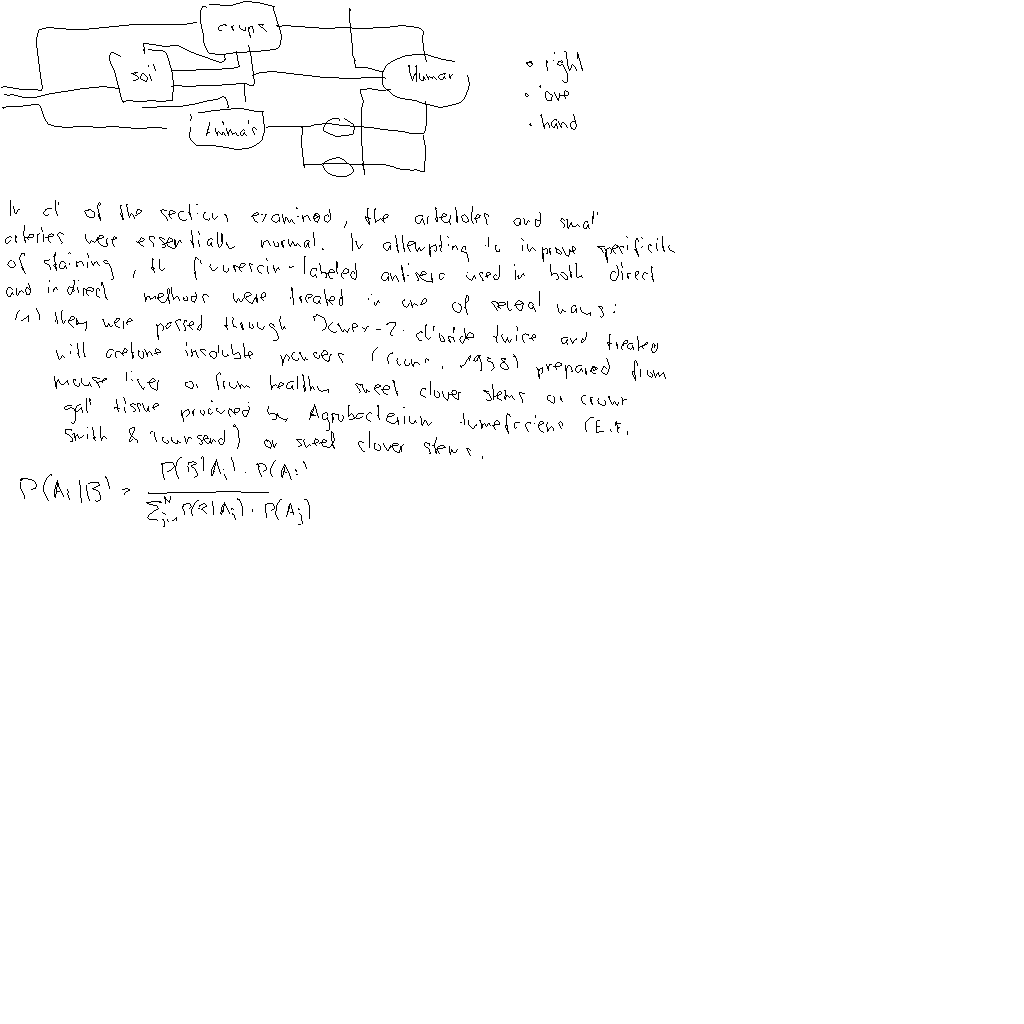 crops
soil
Human
Animals
• right
• love
• hand
In all of the sections examined, the arterioles and small
arteries were essentially normal. In attempting to improve specificity
of staining, the fluorescin-labeled antisera used in both direct
and indirect methods were treated in one of several ways:
(1) They were passed through Dowex-2-chloride twice and treated
with acetone insoluble powders (Coons, 1958) prepared from
mouse liver or from healthy sweet clover stems or crown
gall tissue produced by Agrobacterium tumefaciens (E.F.
Smith & Townsend) on sweet clover stems.
P(A_i|B) = \frac{P(B|A_i) \cdot P(A_i)}{\sum_{j=1}^{N} P(B|A_j) \cdot P(A_j)}